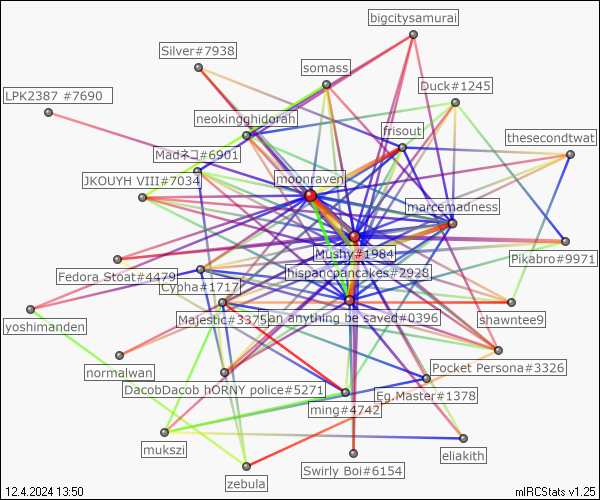 bigcitysamurai
Silver#7938
somass
Duck#1245
LPK2387 #7690
neokingghidorah
frisout
thesecondtwat
Madネコ#6901
moonraven
JKOUYH VIII#7034
marcemadness
Mushy#1984
Pikabro#9971
Fedora Stoat#4479
hispancpancakes#2928
Cypha#1717
Majestic#3375
can anything be saved#0396
shawntee9
yoshimanden
normalwan
Pocket Persona#3326
DacobDacob hORNY police#5271
Eg.Master#1378
ming#4742
mukszi
eliakith
Swirly Boi#6154
zebula
12.4.2024 13:50
mIRCStats v1.25